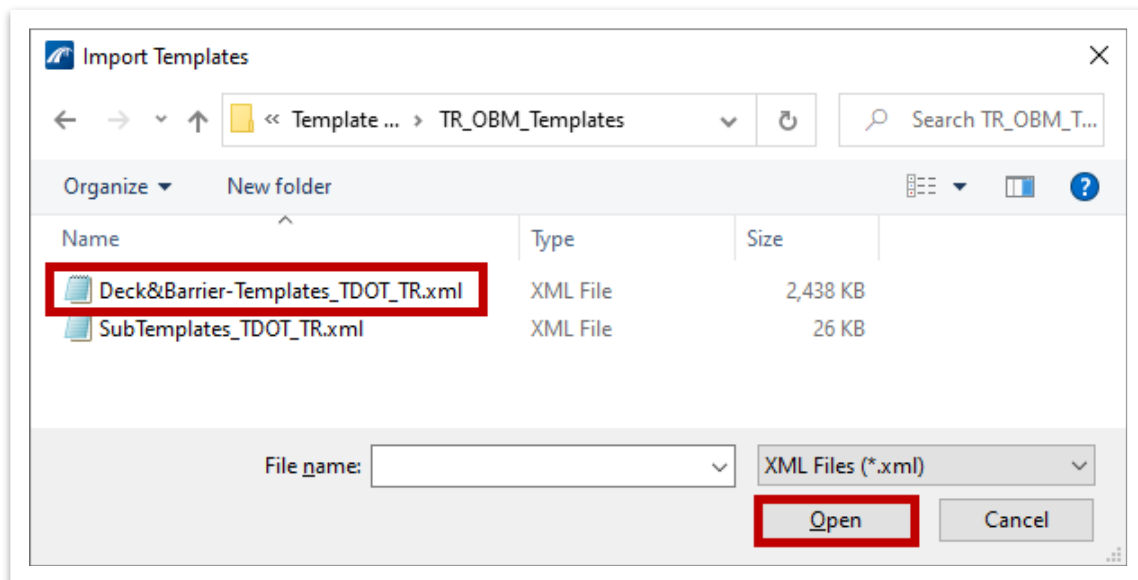 Import Templates
« Template ... › TR_OBM_Templates Search TR_OBM_T...
Organize New folder ?
Name Type Size
Deck&Barrier-Templates_TDOT_TR.xml XML File 2,438 KB
SubTemplates_TDOT_TR.xml XML File 26 KB
File name: XML Files (*.xml)
Open Cancel